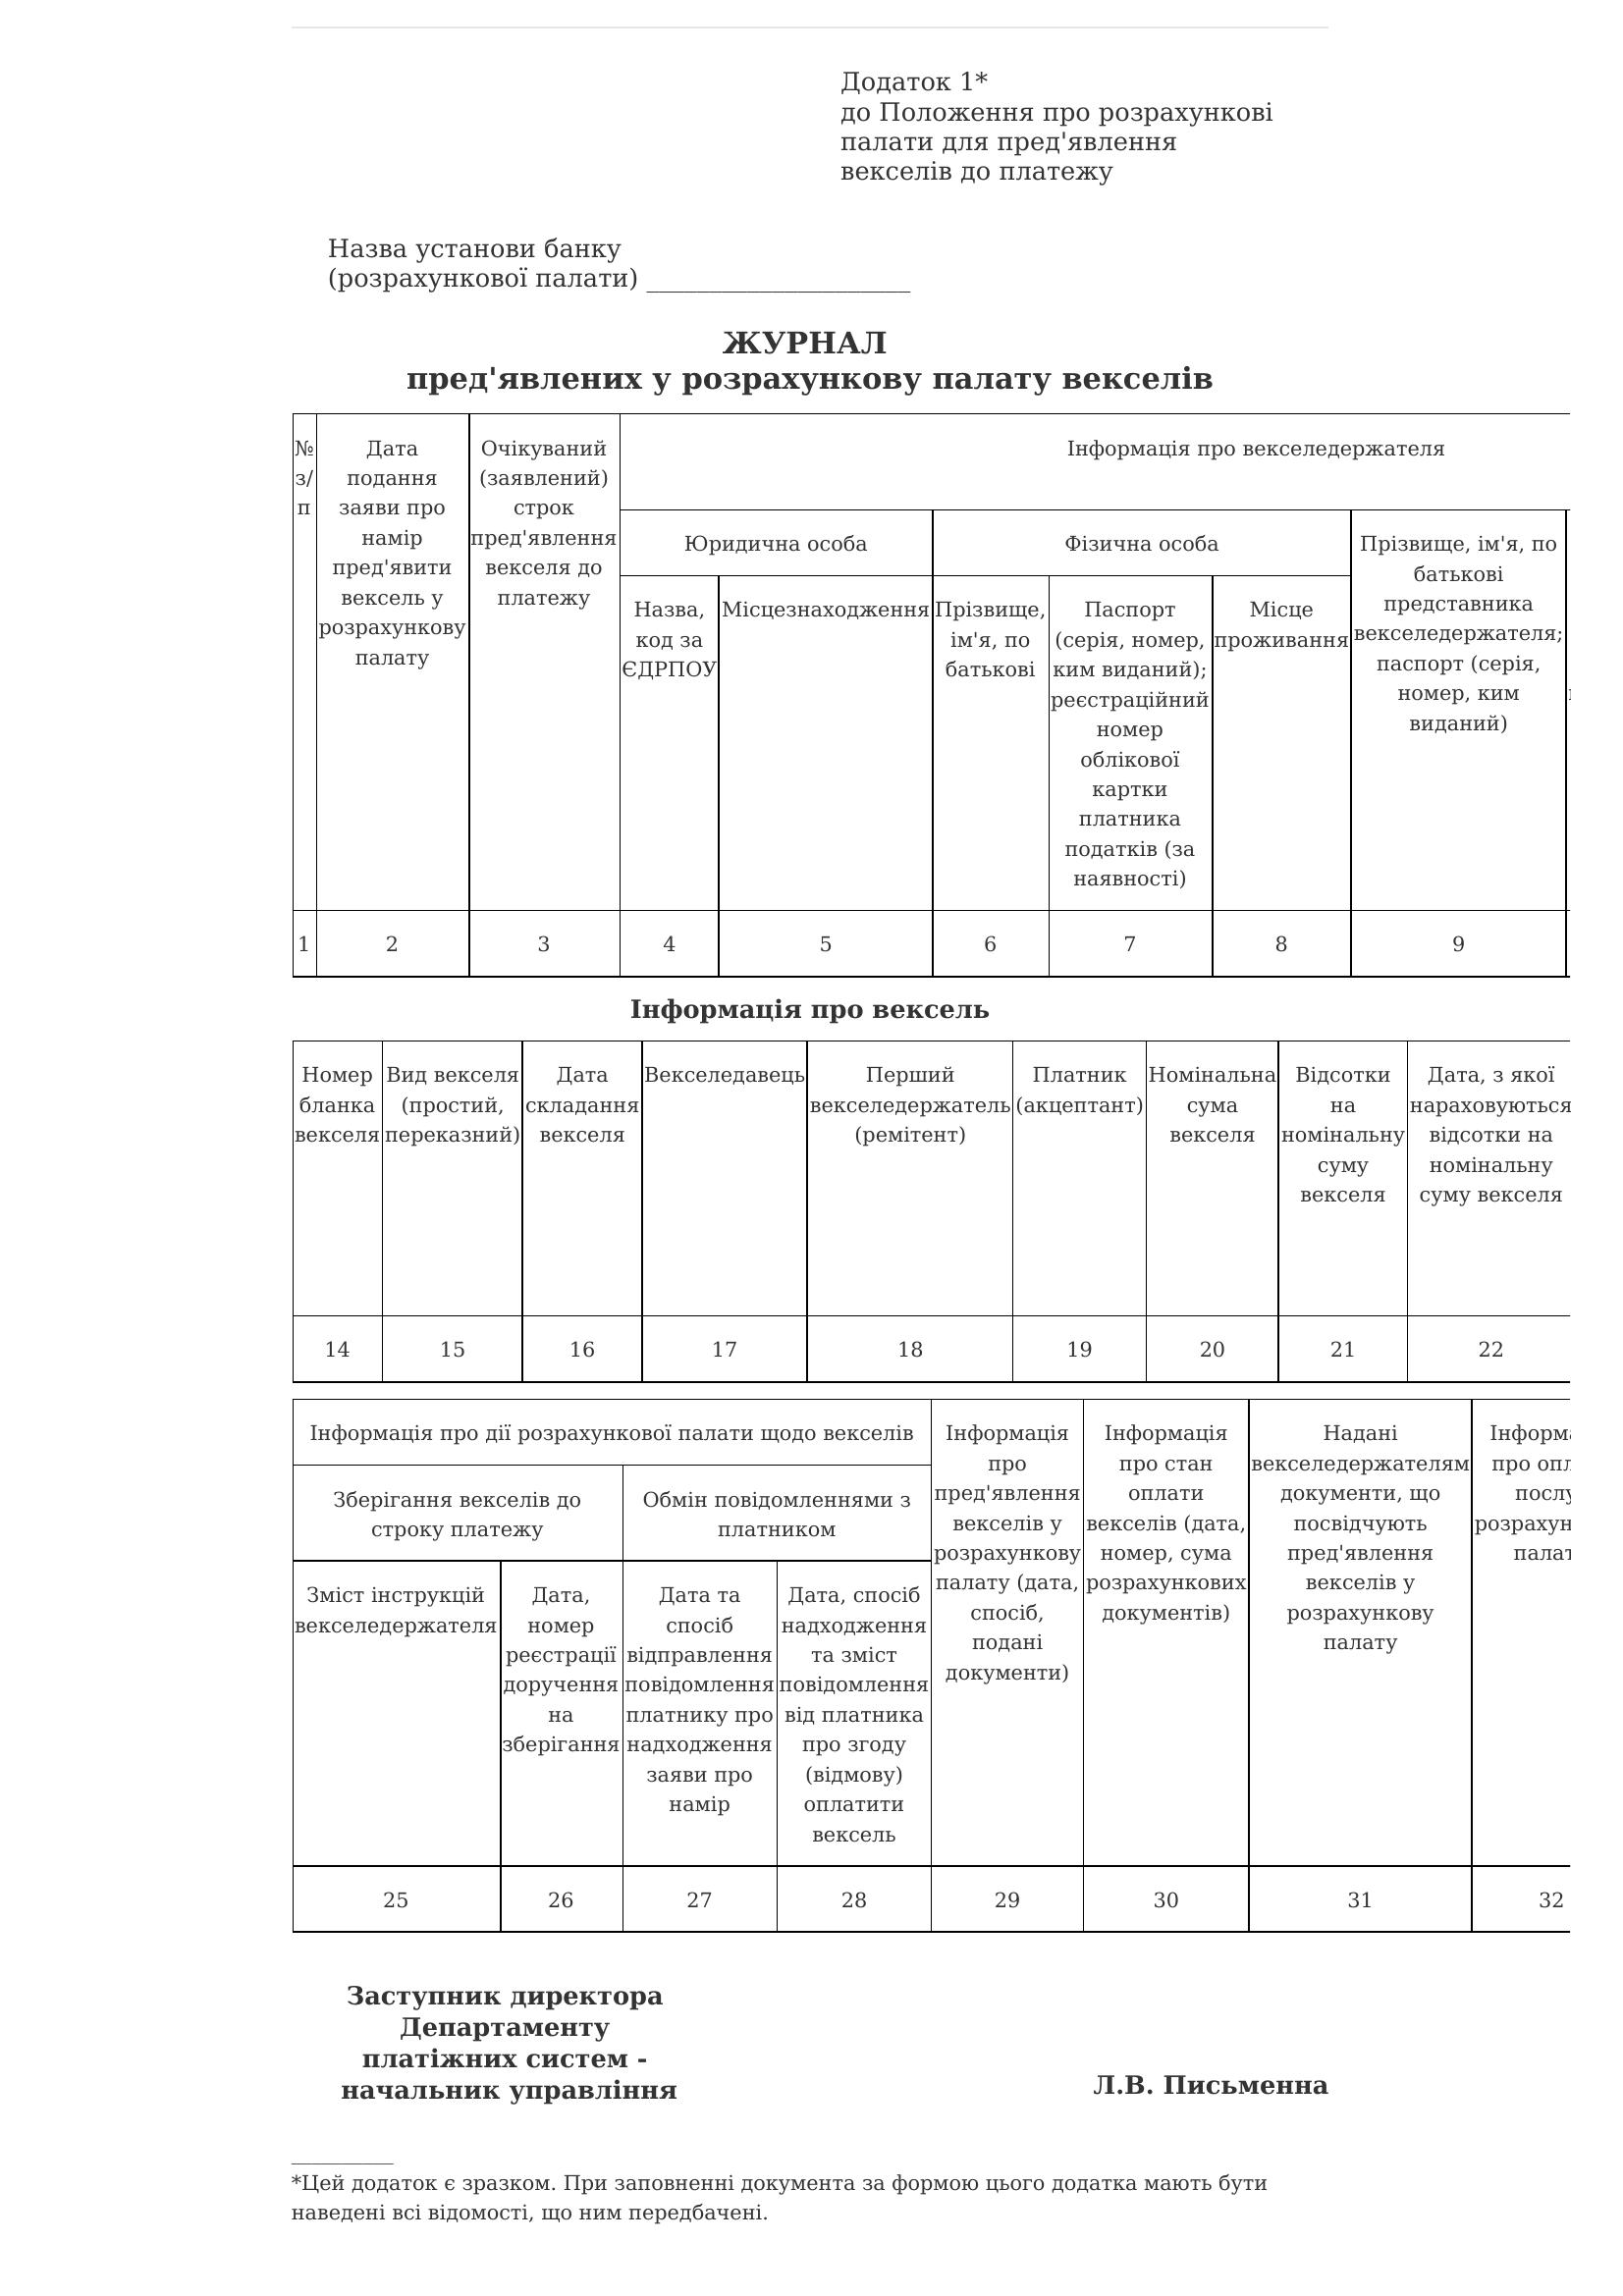 Додаток 1*
до Положення про розрахункові
палати для пред'явлення
векселів до платежу
Назва установи банку
(розрахункової палати) _____________________
ЖУРНАЛ
пред'явлених у розрахункову палату векселів
№
з/
п
Дата
подання
заяви про
намір
пред'явити
вексель у
розрахункову
палату
Очікуваний
(заявлений)
строк
пред'явлення
векселя до
платежу
Інформація про векселедержателя
Юридична особа
Фізична особа
Прізвище, ім'я, по
батькові
представника
векселедержателя;
паспорт (серія,
номер, ким
виданий)
Назва,
код за
ЄДРПОУ
Місцезнаходження
Прізвище,
ім'я, по
батькові
Паспорт
(серія, номер,
ким виданий);
реєстраційний
номер
облікової
картки
платника
податків (за
наявності)
Місце
проживання
1 2 3 4 5 6 7 8 9
Інформація про вексель
Номер
бланка
векселя
Вид векселя
(простий,
переказний)
Дата
складання
векселя
Векселедавець
Перший
векселедержатель
(ремітент)
Платник
(акцептант)
Номінальна
сума
векселя
Відсотки
на
номінальну
суму
векселя
Дата, з якої
нараховуються
відсотки на
номінальну
суму векселя
14 15 16 17 18 19 20 21 22
Інформація про дії розрахункової палати щодо векселів
Зберігання векселів до
строку платежу
Обмін повідомленнями з
платником
Зміст інструкцій
векселедержателя
Дата,
номер
реєстрації
доручення
на
зберігання
Дата та
спосіб
відправлення
повідомлення
платнику про
надходження
заяви про
намір
Дата, спосіб
надходження
та зміст
повідомлення
від платника
про згоду
(відмову)
оплатити
вексель
Інформація
про
пред'явлення
векселів у
розрахункову
палату (дата,
спосіб,
подані
документи)
Інформація
про стан
оплати
векселів (дата,
номер, сума
розрахункових
документів)
Надані
векселедержателям
документи, що
посвідчують
пред'явлення
векселів у
розрахункову
палату
про
25 26 27 28 29 30 31 32
Заступник директора
Департаменту
платіжних систем -
начальник управління
Л.В. Письменна
__________
*Цей додаток є зразком. При заповненні документа за формою цього додатка мають бути
наведені всі відомості, що ним передбачені.